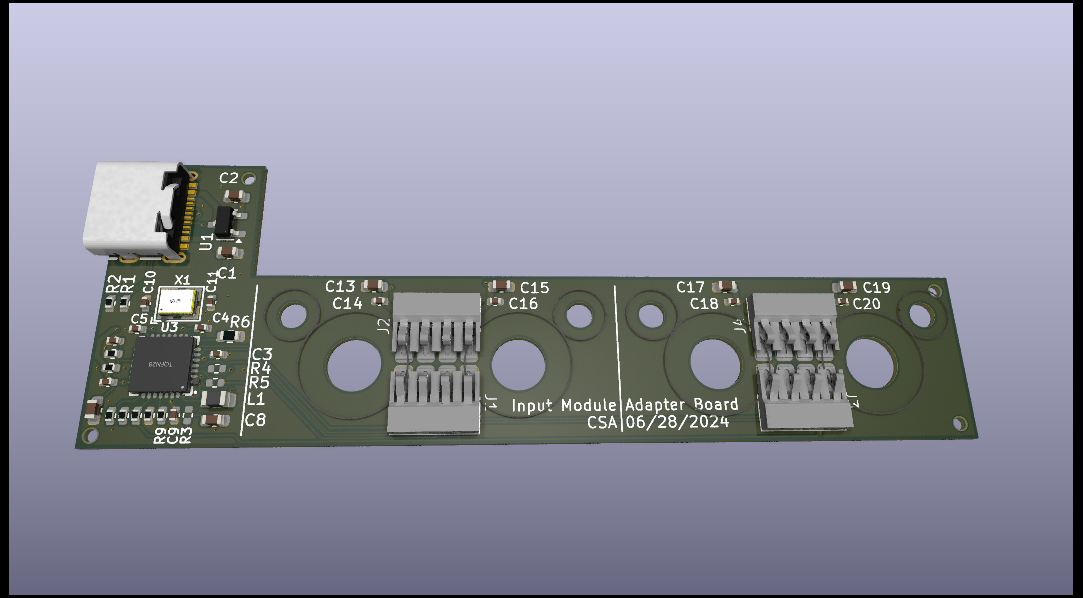 C2
U1
C1
R2
R1
C10
X1
C11
C5
U3
C4
R6
C3
R4
R5
L1
C8
R9
C9
R3
TQFN28
C13
C14
C15
C16
J2
J1
C17
C18
C19
C20
J4
Input Module Adapter Board
CSA 06/28/2024